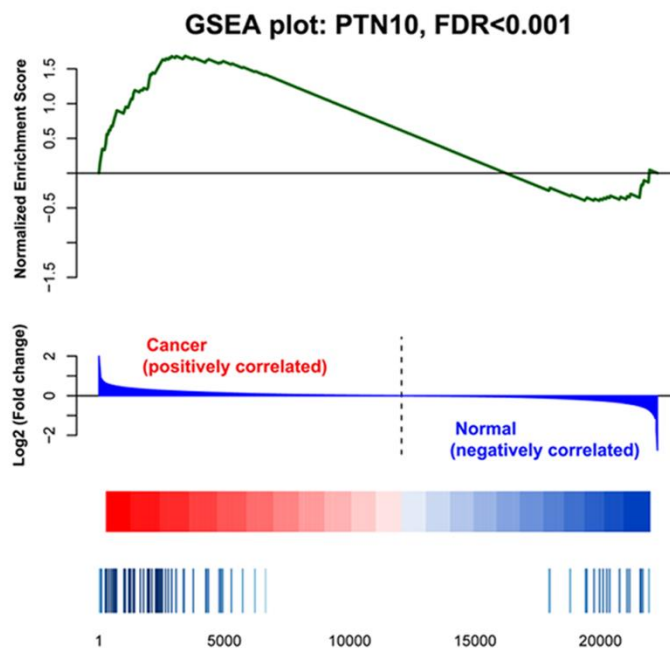 GSEA plot: PTN10, FDR<0.001
Normalized Enrichment Score
1.5
1.0
0.5
−0.5
−1.5
Log2 (Fold change)
2
0
−2
Cancer
(positively correlated)
Normal
(negatively correlated)
1 5000 10000 15000 20000